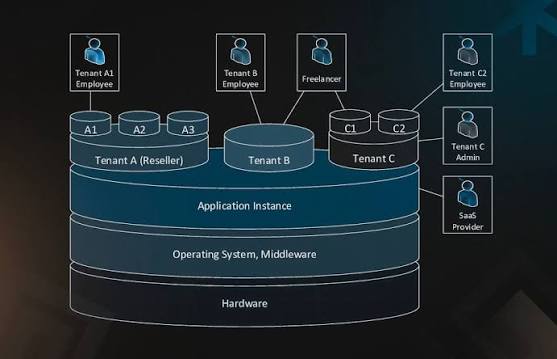 Tenant A1
Employee
Tenant B
Employee
Freelancer
Tenant C2
Employee
A1
A2
A3
C1
C2
Tenant A (Reseller)
Tenant B
Tenant C
Tenant C
Admin
Application Instance
SaaS
Provider
Operating System, Middleware
Hardware